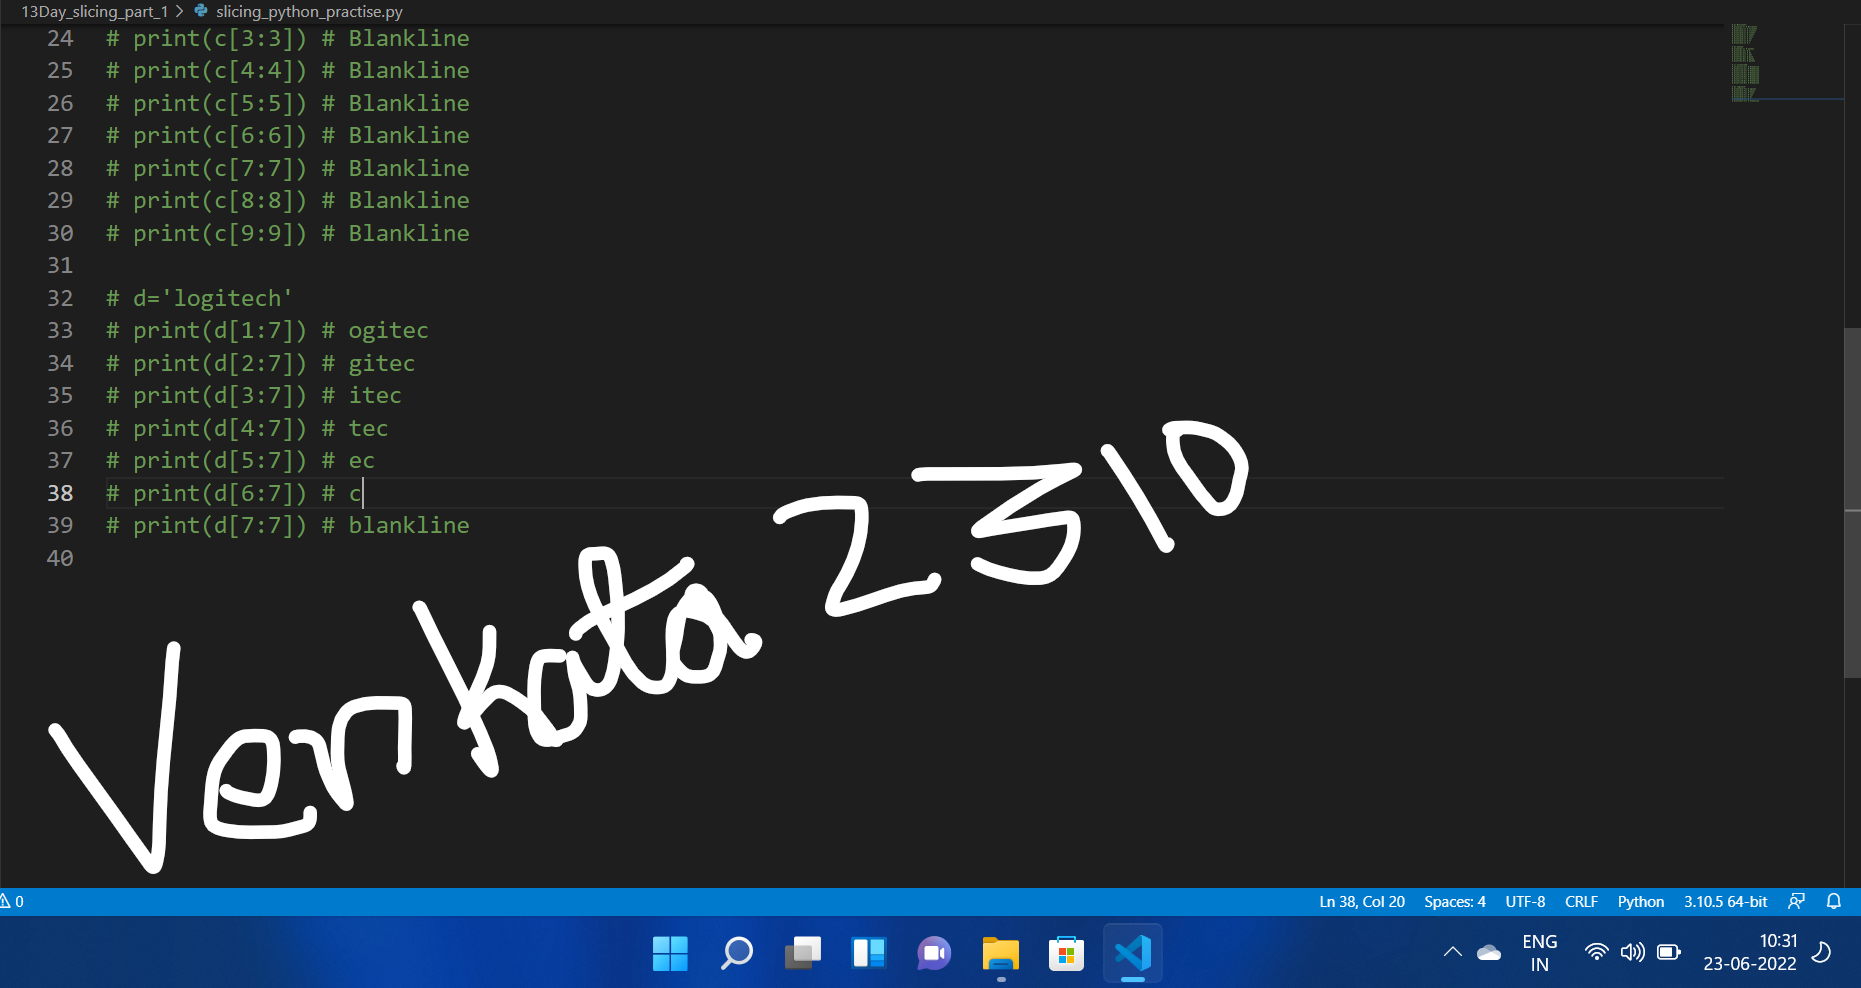 13Day_slicing_part_1 > slicing_python_practise.py
24 # print(c[3:3]) # Blankline
25 # print(c[4:4]) # Blankline
26 # print(c[5:5]) # Blankline
27 # print(c[6:6]) # Blankline
28 # print(c[7:7]) # Blankline
29 # print(c[8:8]) # Blankline
30 # print(c[9:9]) # Blankline
31
32 # d='logitech'
33 # print(d[1:7]) # ogitec
34 # print(d[2:7]) # gitec
35 # print(d[3:7]) # itec
36 # print(d[4:7]) # tec
37 # print(d[5:7]) # ec
38 # print(d[6:7]) # c
39 # print(d[7:7]) # blankline
40
Venkata 2310
0 Ln 38, Col 20 Spaces: 4 UTF-8 CRLF Python 3.10.5 64-bit
ENG 10:31
IN 23-06-2022